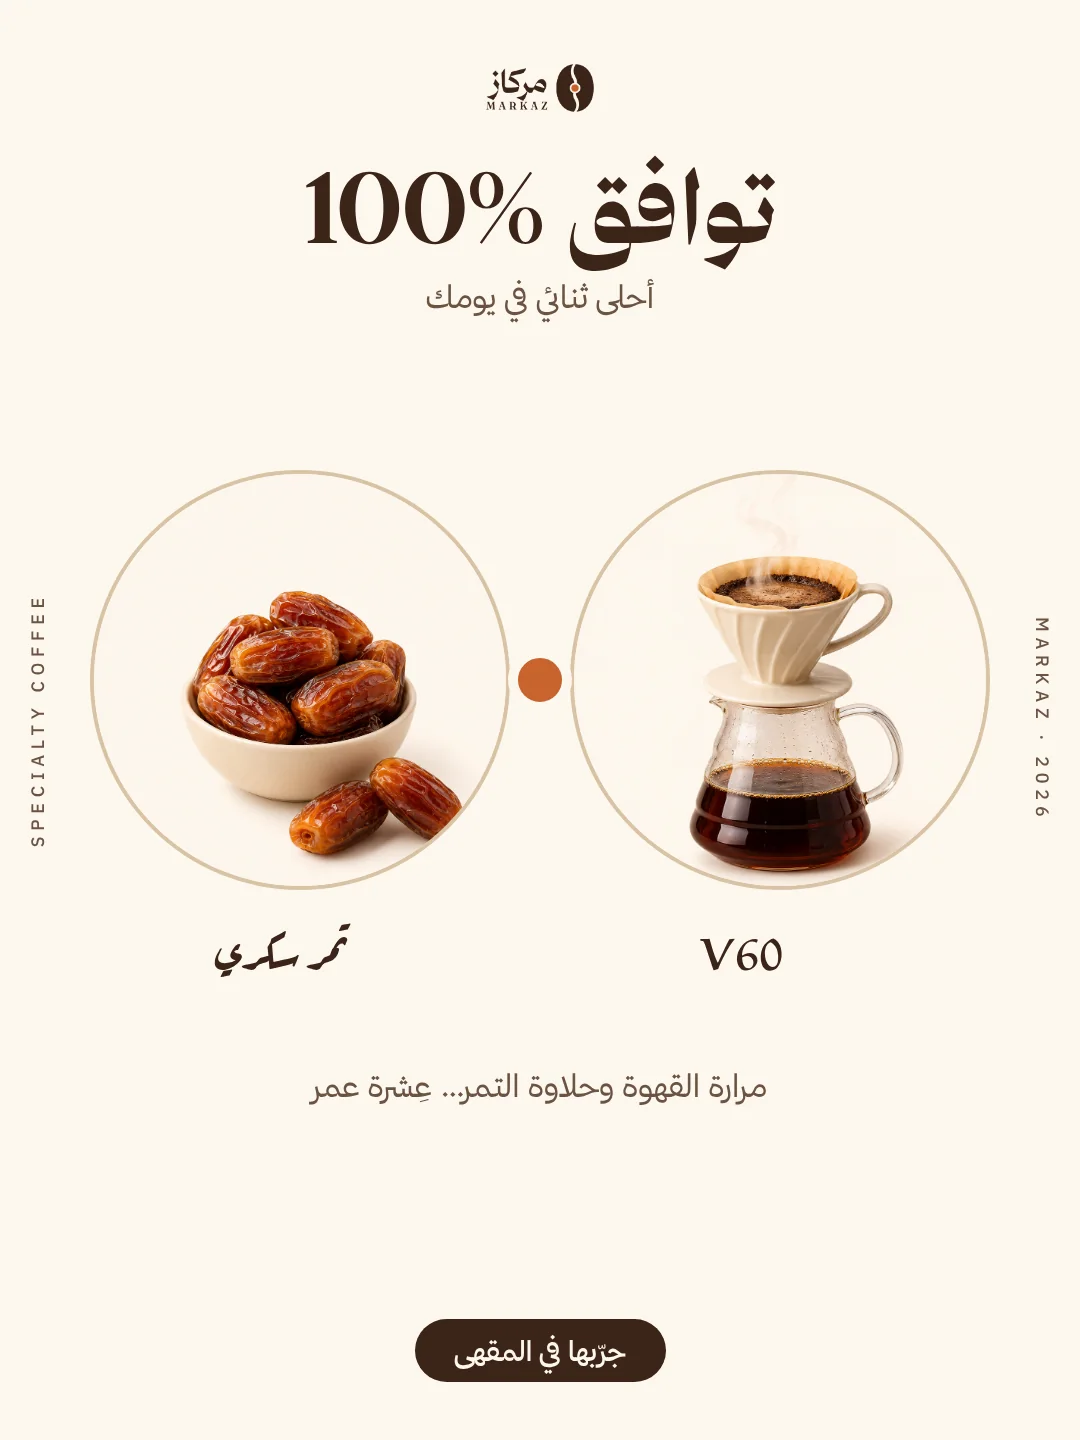 مركاز
MARKAZ
توافق 100%
أحلى ثنائي في يومك
SPECIALTY COFFEE
MARKAZ · 2026
V60
تمر سكري
مرارة القهوة وحلاوة التمر... عِشرة عمر
جرّبها في المقهى